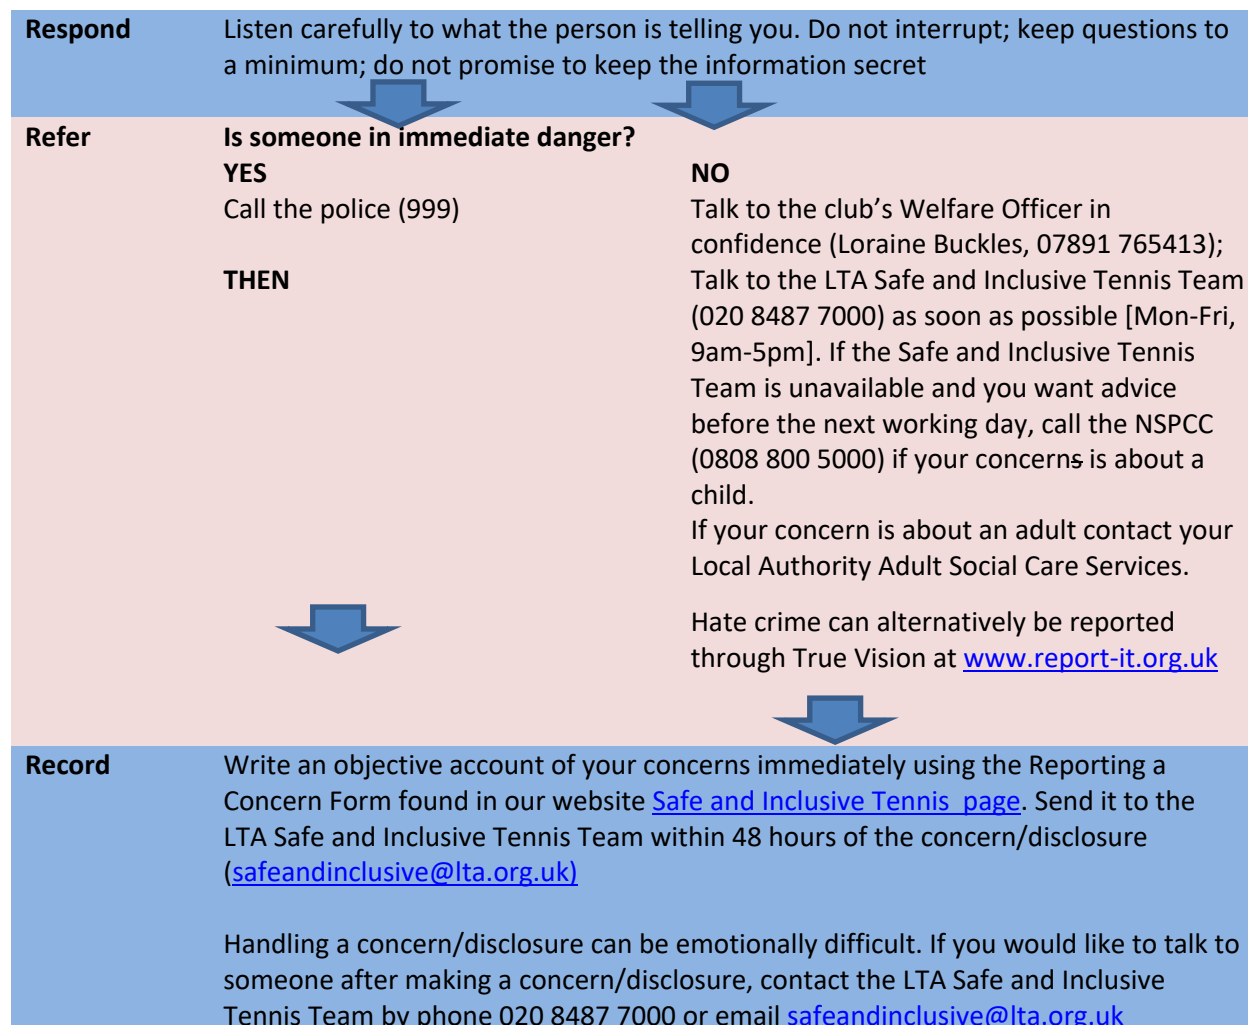 Respond
Listen carefully to what the person is telling you. Do not interrupt; keep questions to
a minimum; do not promise to keep the information secret
Refer
Is someone in immediate danger?
YES
Call the police (999)
THEN
NO
Talk to the club's Welfare Officer in
confidence (Loraine Buckles, 07891 765413);
Talk to the LTA Safe and Inclusive Tennis Team
(020 8487 7000) as soon as possible [Mon-Fri,
9am-5pm]. If the Safe and Inclusive Tennis
Team is unavailable and you want advice
before the next working day, call the NSPCC
(0808 800 5000) if your concerns is about a
child.
If your concern is about an adult contact your
Local Authority Adult Social Care Services.
Hate crime can alternatively be reported
through True Vision at www.report-it.org.uk
Record
Write an objective account of your concerns immediately using the Reporting a
Concern Form found in our website Safe and Inclusive Tennis  page. Send it to the
LTA Safe and Inclusive Tennis Team within 48 hours of the concern/disclosure
(safeandinclusive@lta.org.uk)
Handling a concern/disclosure can be emotionally difficult. If you would like to talk to
someone after making a concern/disclosure, contact the LTA Safe and Inclusive
Tennis Team by phone 020 8487 7000 or email safeandinclusive@lta.org.uk